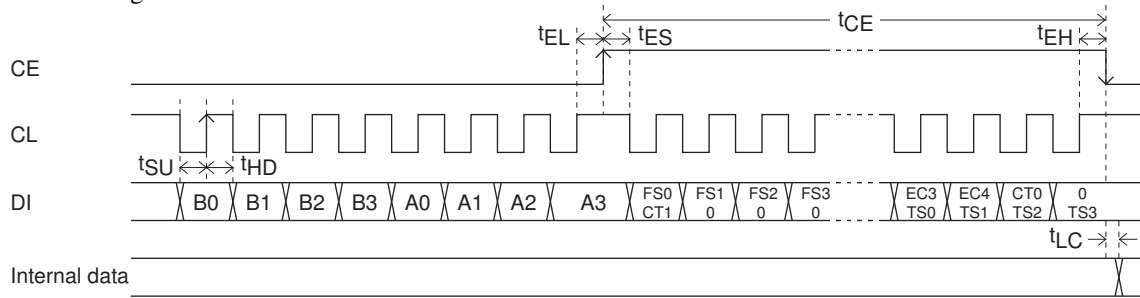 tCE
tEL tES tEH
CE
CL
tSU tHD
DI B0 B1 B2 B3 A0 A1 A2 A3 FS0 FS1 FS2 FS3 EC3 EC4 CT0 0
CT1 0 0 0 TS0 TS1 TS2 TS3
tLC
Internal data